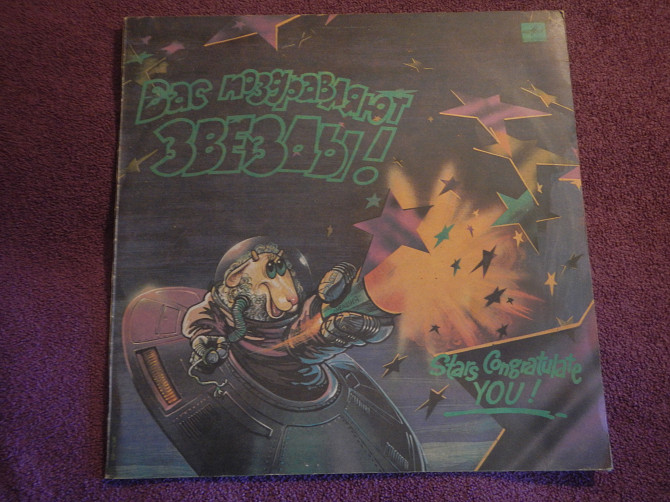 Вас поздравляют
ЗВЕЗДЫ!
Stars Congratulate
YOU!